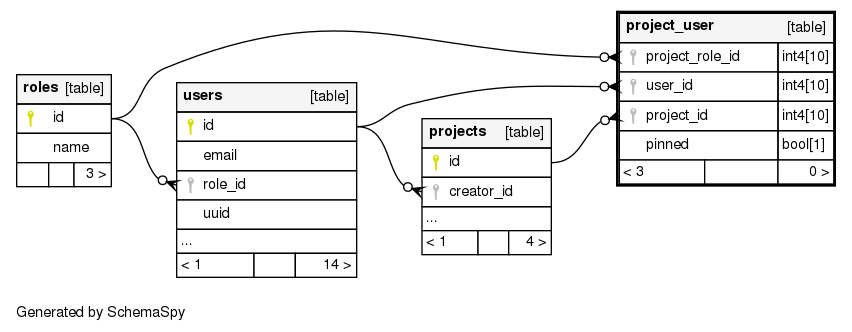 roles [table]
id
name
3 >
users [table]
id
email
role_id
uuid
...
< 1 14 >
projects [table]
id
creator_id
...
< 1 4 >
project_user [table]
project_role_id int4[10]
user_id int4[10]
project_id int4[10]
pinned bool[1]
< 3 0 >
Generated by SchemaSpy